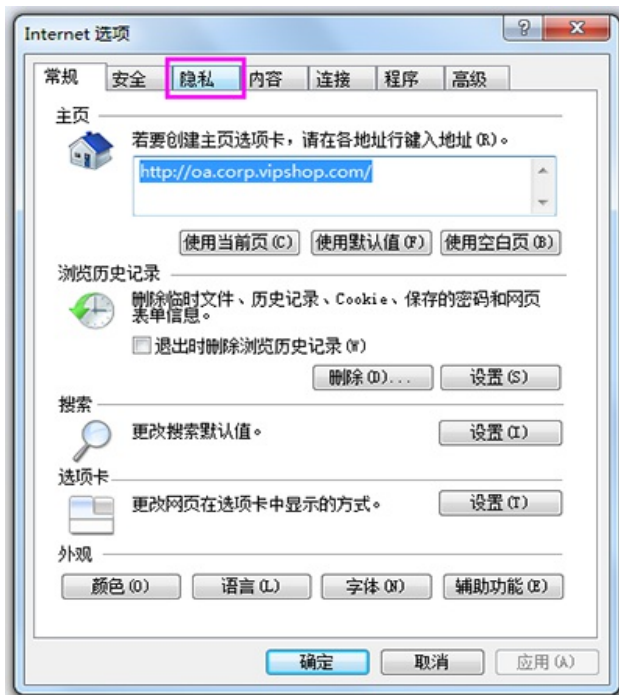 Internet 选项
常规 安全 隐私 内容 连接 程序 高级
主页
若要创建主页选项卡，请在各地址行键入地址(R)。
http://oa.corp.vipshop.com/
使用当前页(C) 使用默认值(F) 使用空白页(B)
浏览历史记录
删除临时文件、历史记录、Cookie、保存的密码和网页
表单信息。
退出时删除浏览历史记录(W)
删除(D)... 设置(S)
搜索
更改搜索默认值。 设置(I)
选项卡
更改网页在选项卡中显示的方式。 设置(T)
外观
颜色(O) 语言(L) 字体(N) 辅助功能(E)
确定 取消 应用(A)